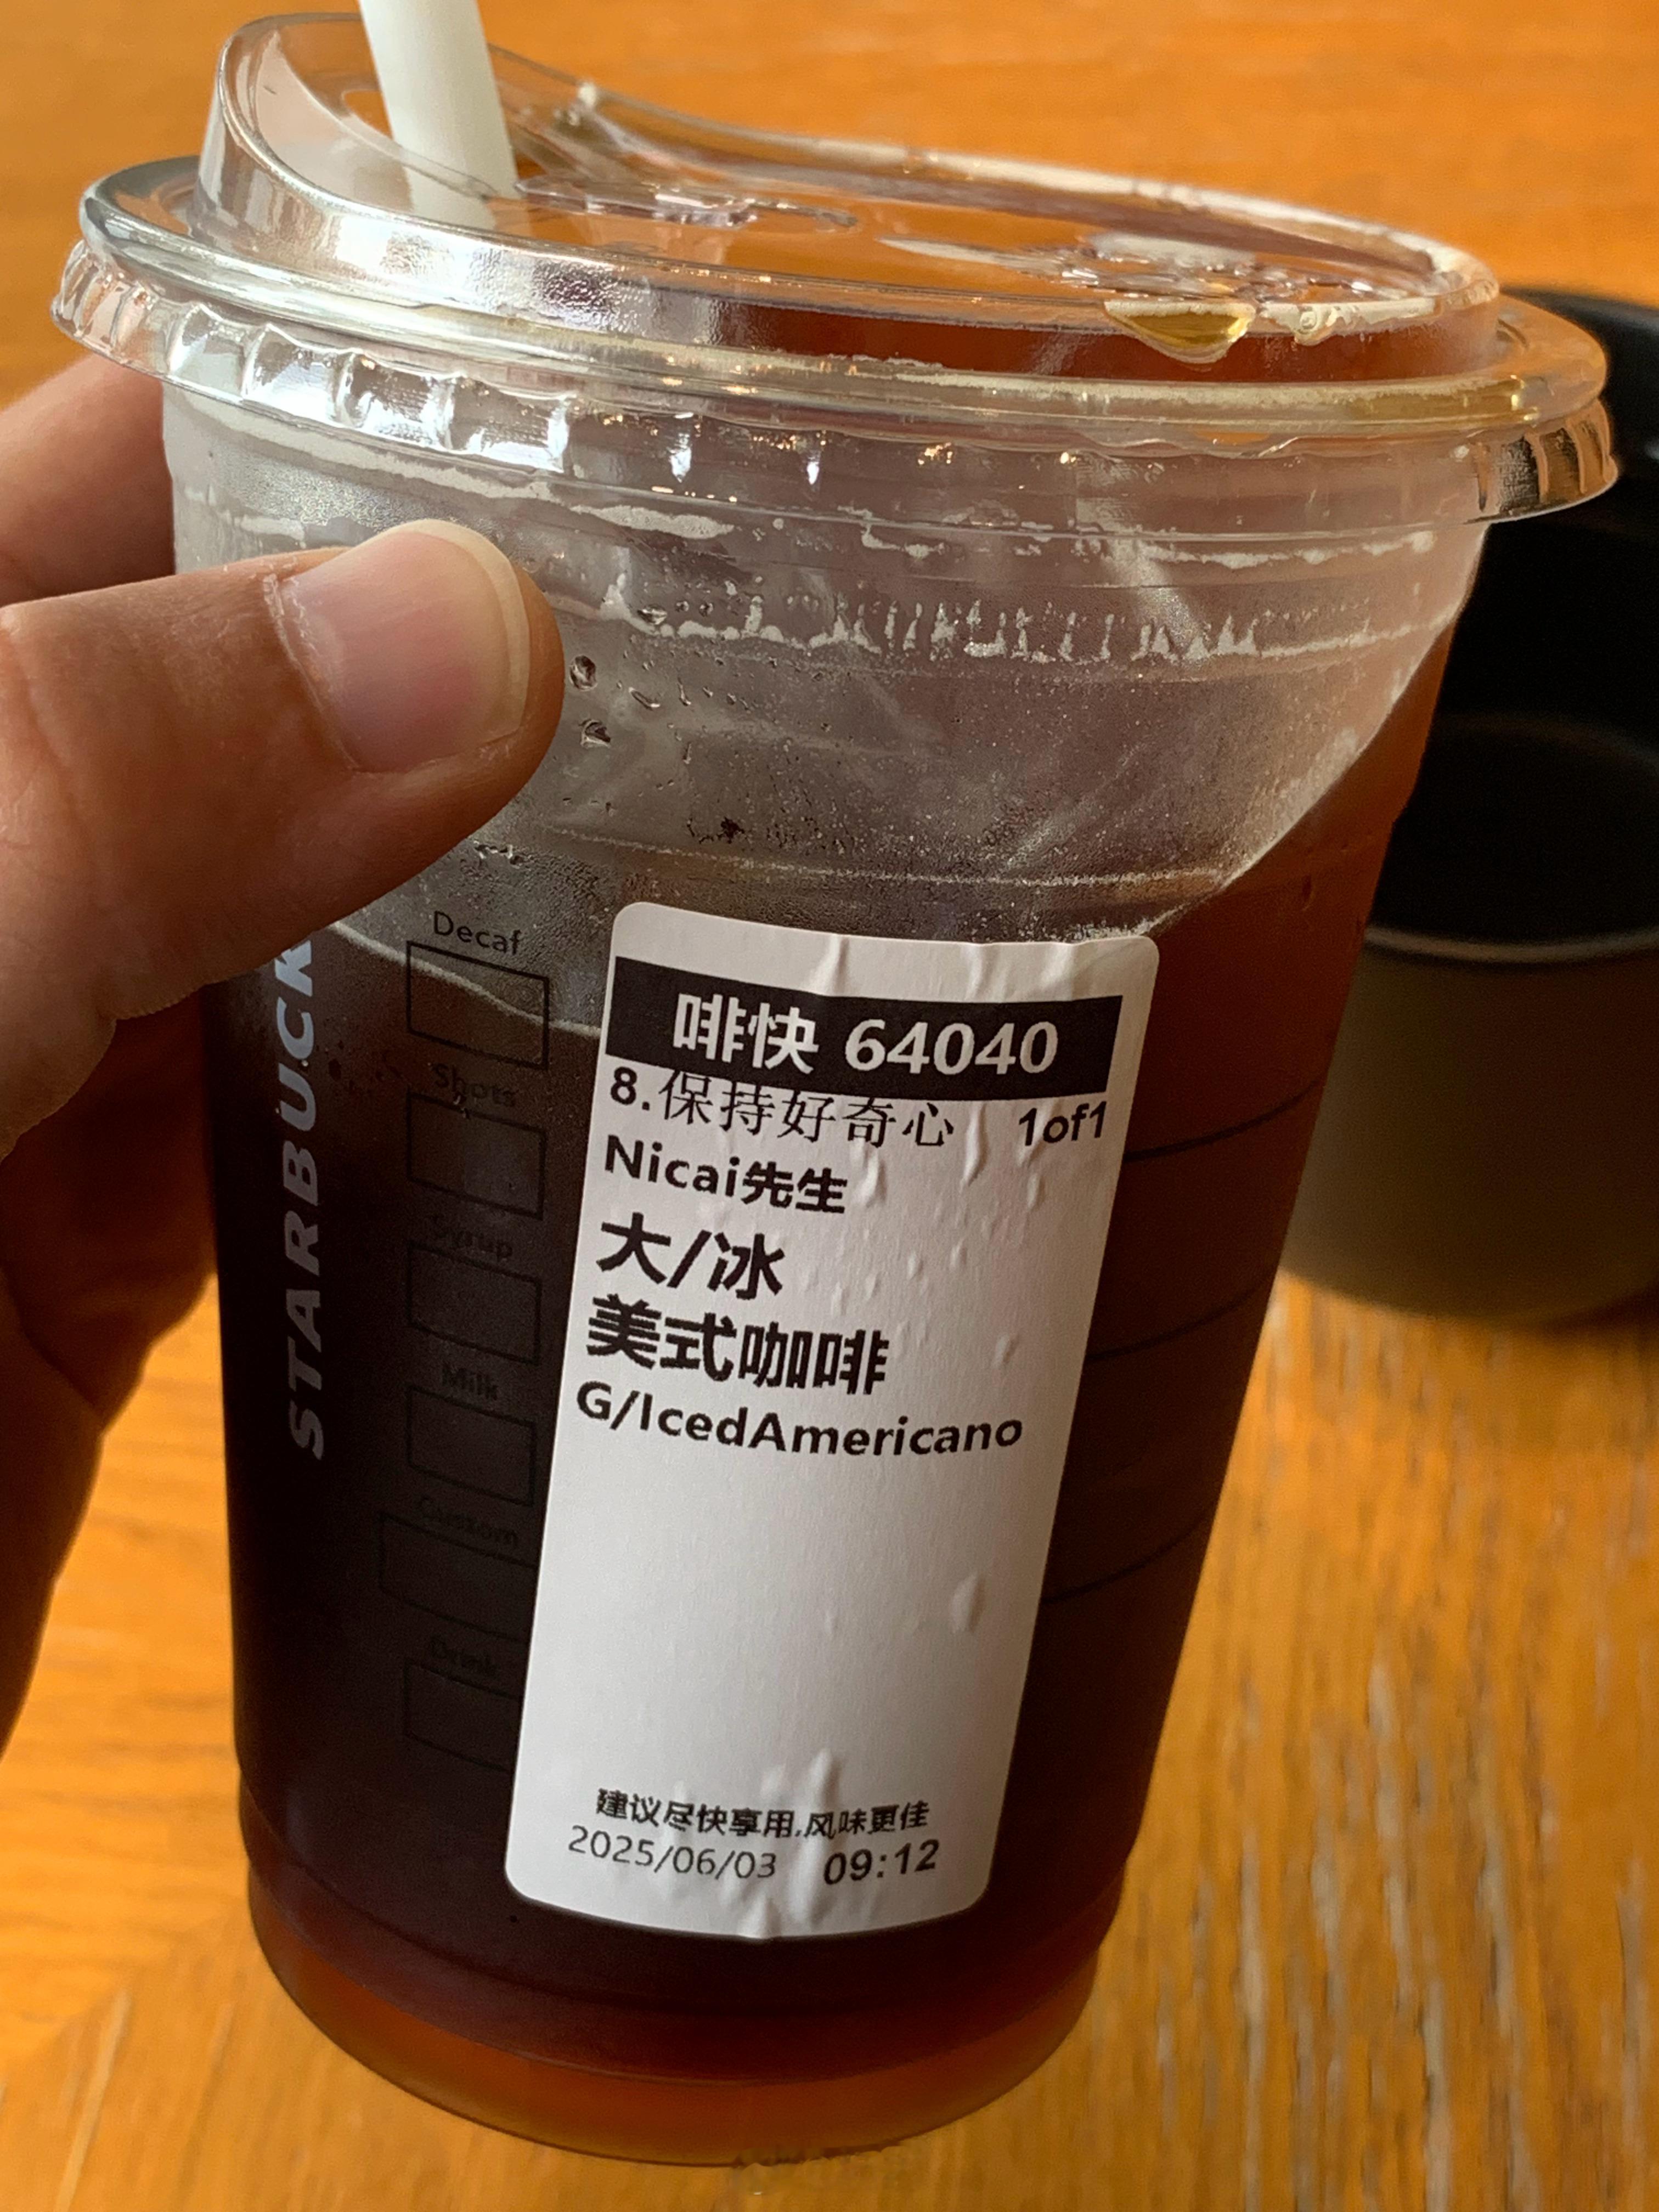 STARBUCK
Decaf
Shots
Syrup
Milk
Custom
Drink
啡快 64040
8.保持好奇心 1of1
Nicai先生
大/冰
美式咖啡
G/IcedAmericano
建议尽快享用,风味更佳
2025/06/03 09:12